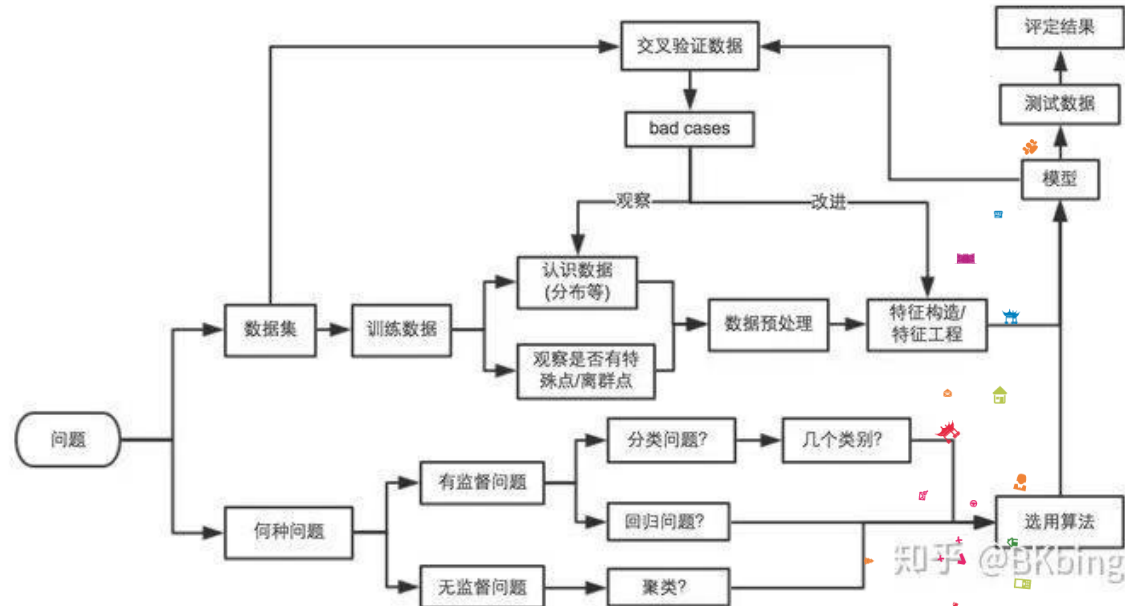 评定结果
交叉验证数据
测试数据
bad cases
模型
观察
改进
认识数据
(分布等)
数据集
训练数据
数据预处理
特征构造/
特征工程
观察是否有特
殊点/离群点
问题
分类问题?
几个类别?
有监督问题
何种问题
回归问题?
选用算法
无监督问题
聚类?
知乎 @BKbing